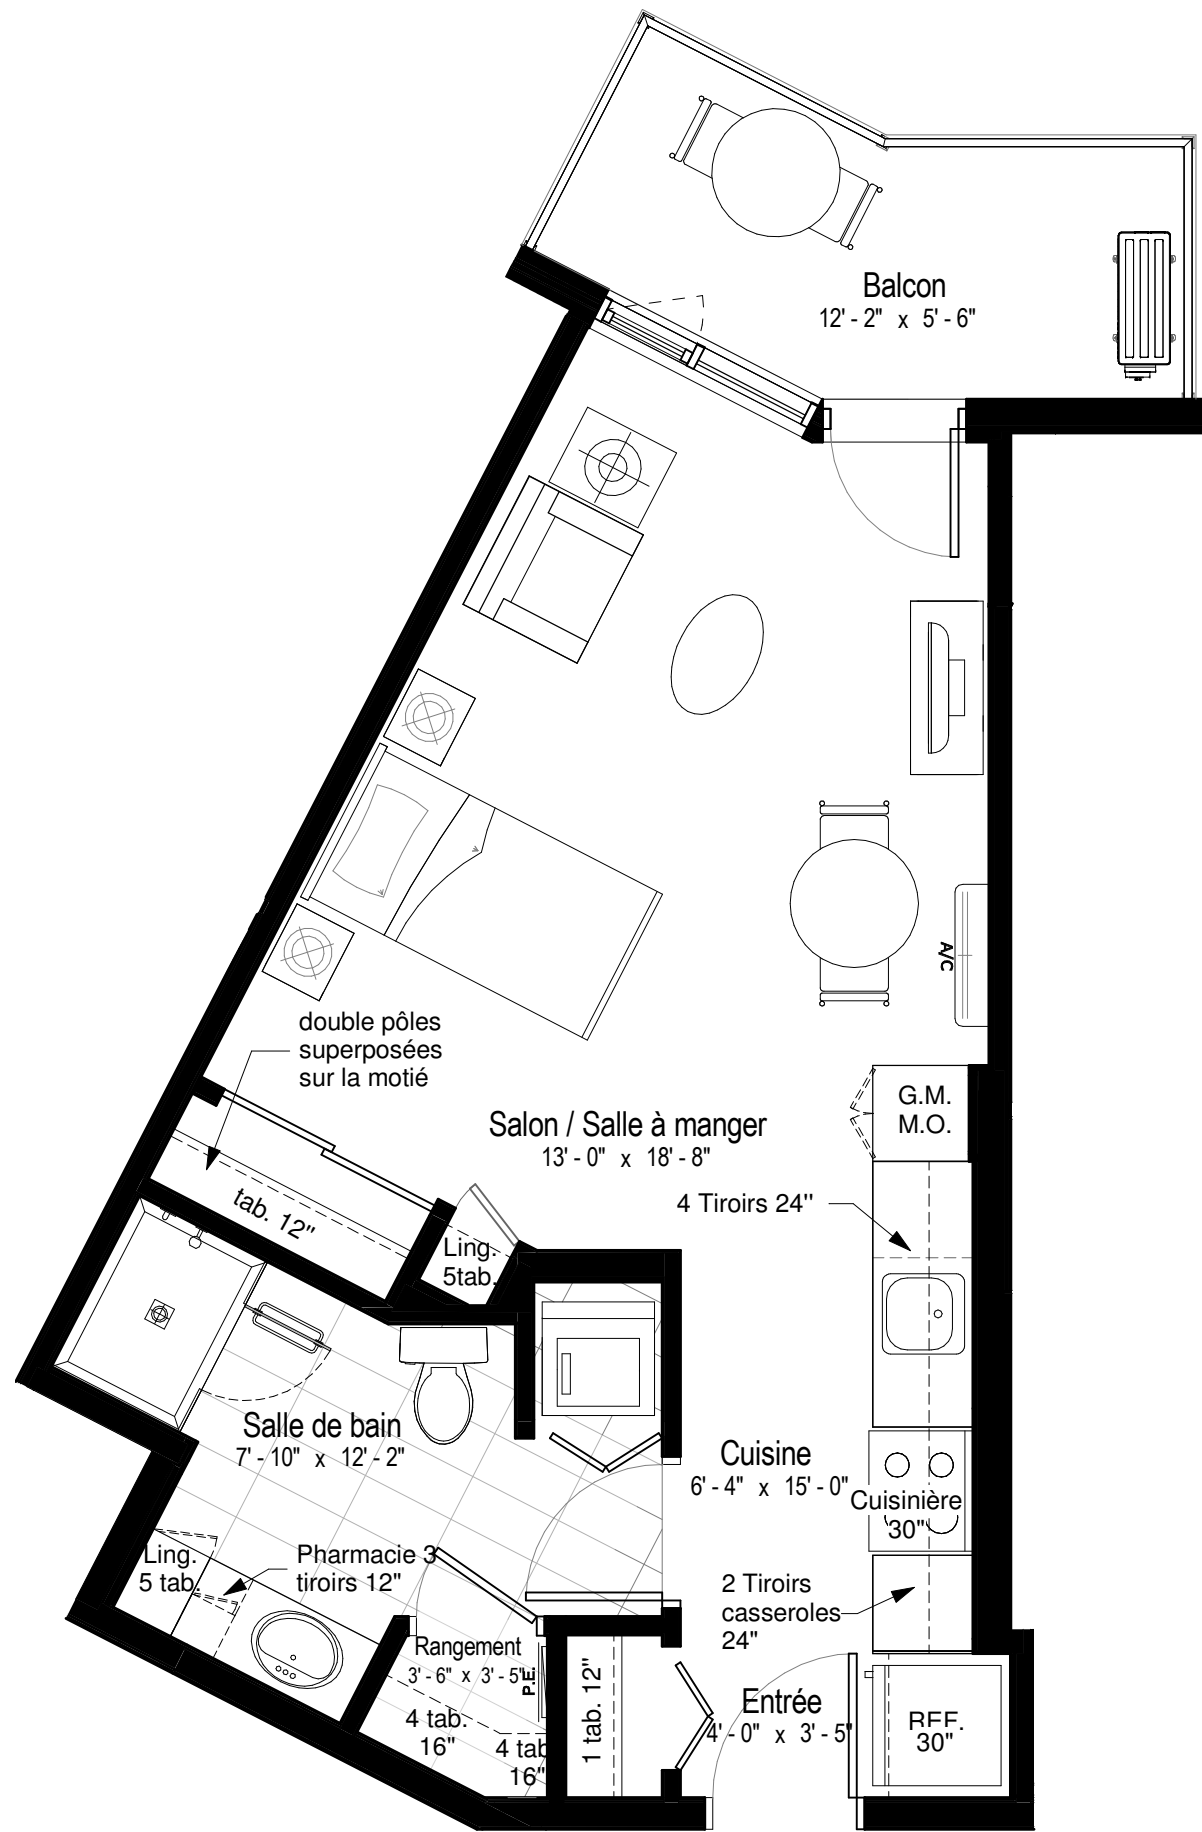 Balcon
12' - 2" x 5' - 6"
A/C
double pôles
superposées
sur la motié
G.M.
M.O.
Salon / Salle à manger
13' - 0" x 18' - 8"
4 Tiroirs 24''
tab. 12"
Ling.
5tab.
Salle de bain
7' - 10" x 12' - 2"
Cuisine
6' - 4" x 15' - 0"
Cuisinière
30"
Ling.
5 tab.
Pharmacie 3
tiroirs 12"
2 Tiroirs
casseroles
24"
Rangement
3' - 6" x 3' - 5"
P.E.
1 tab. 12"
4 tab.
16"
4 tab
16"
Entrée
4' - 0" x 3' - 5"
REF.
30"